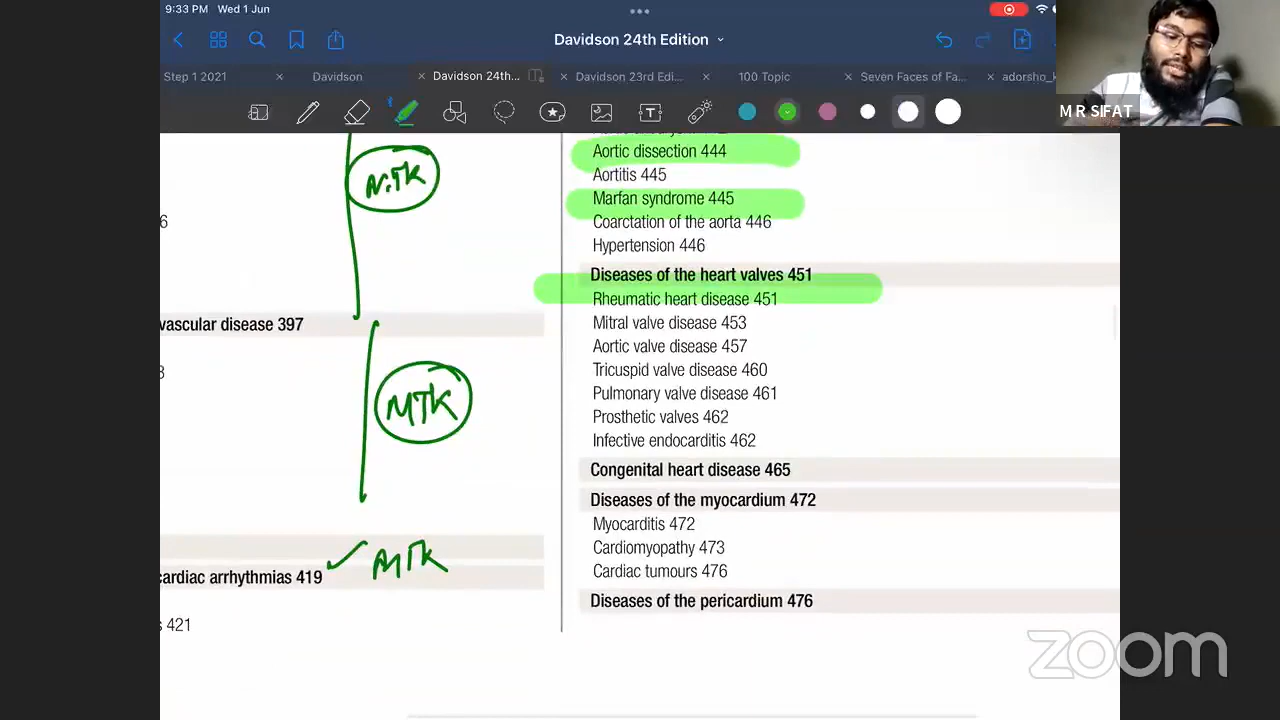 9:33 PM Wed 1 Jun
Davidson 24th Edition
Step 1 2021
Davidson
Davidson 24th...
Davidson 23rd Edi...
100 Topic
Seven Faces of Fa...
adorsho_k
M R SIFAT
Aortic dissection 444
Aortitis 445
Marfan syndrome 445
Coarctation of the aorta 446
Hypertension 446
Diseases of the heart valves 451
Rheumatic heart disease 451
Mitral valve disease 453
Aortic valve disease 457
Tricuspid valve disease 460
Pulmonary valve disease 461
Prosthetic valves 462
Infective endocarditis 462
Congenital heart disease 465
Diseases of the myocardium 472
Myocarditis 472
Cardiomyopathy 473
Cardiac tumours 476
Diseases of the pericardium 476
N.TK
6
vascular disease 397
MTK
MTK
cardiac arrhythmias 419
s 421
zoom